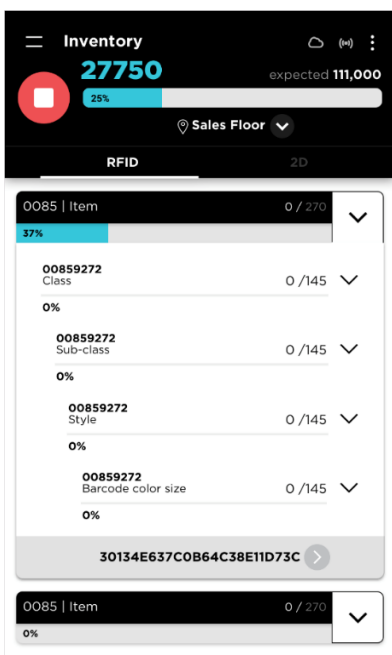 Inventory
27750
expected 111,000
25%
Sales Floor
RFID 2D
0085 | Item 0 / 270
37%
00859272
Class 0 /145
0%
00859272
Sub-class 0 /145
0%
00859272
Style 0 /145
0%
00859272
Barcode color size 0 /145
0%
30134E637C0B64C38E11D73C
0085 | Item 0 / 270
0%